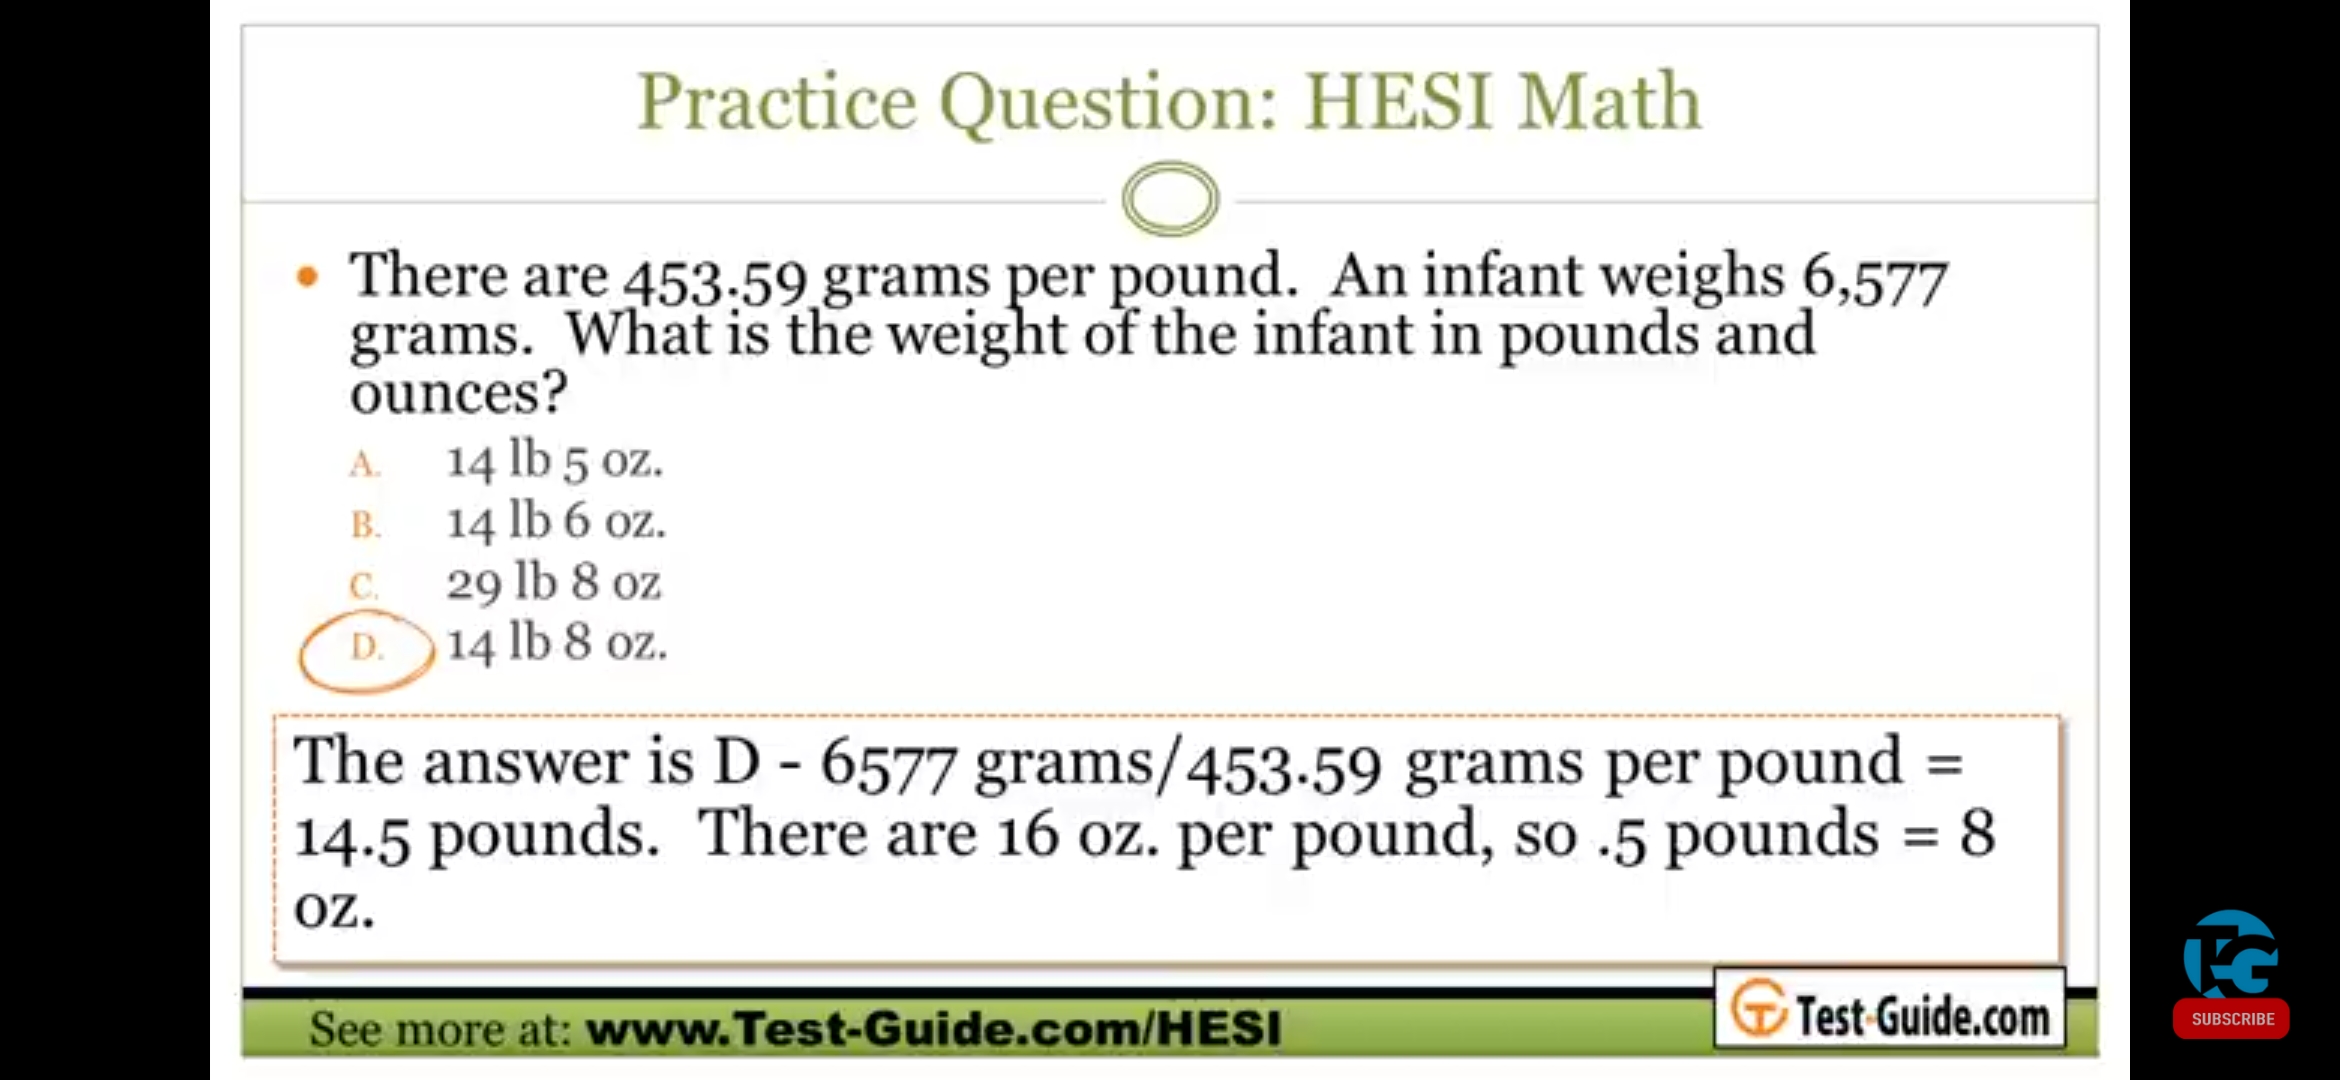 Practice Question: HESI Math
• There are 453.59 grams per pound. An infant weighs 6,577
grams. What is the weight of the infant in pounds and
ounces?
A. 14 lb 5 oz.
B. 14 lb 6 oz.
C. 29 lb 8 oz
D. 14 lb 8 oz.
The answer is D - 6577 grams/453.59 grams per pound =
14.5 pounds. There are 16 oz. per pound, so .5 pounds = 8
oz.
See more at: www.Test-Guide.com/HESI
Test-Guide.com
TG
SUBSCRIBE